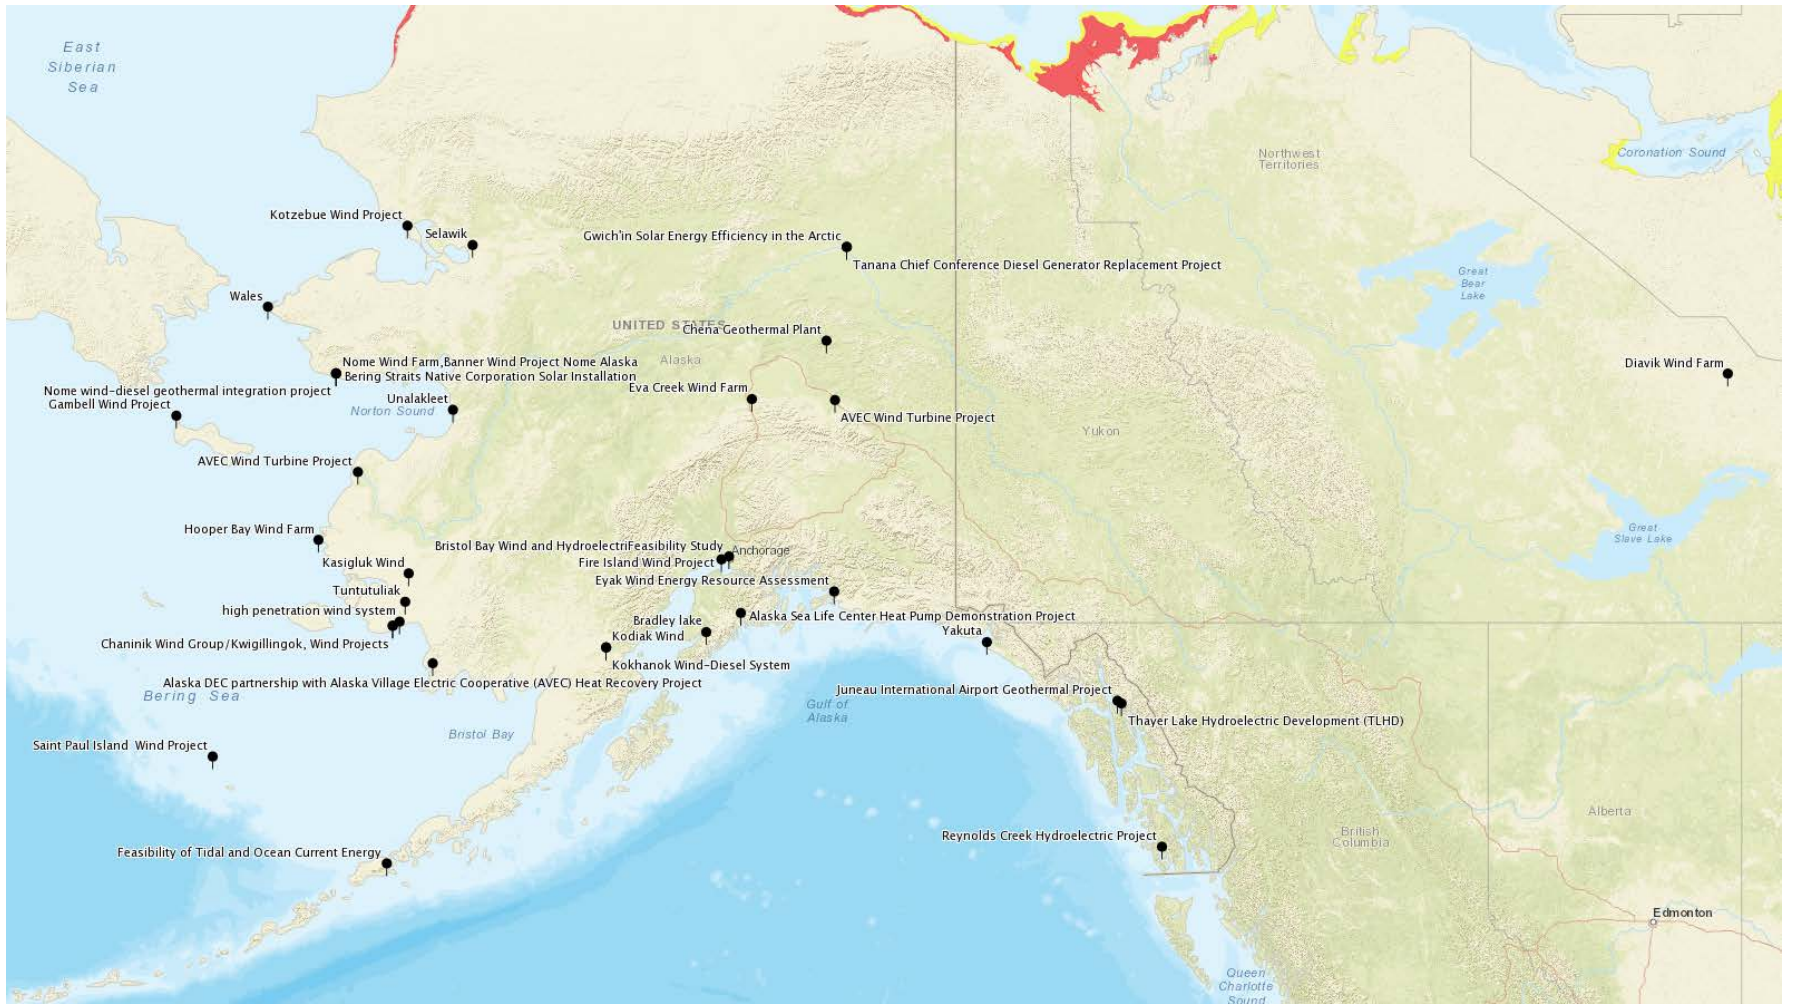 East
Siberian
Sea
Northwest
Territories
Coronation Sound
Kotzebue Wind Project
Selawik
Gwich'in Solar Energy Efficiency in the Arctic
Tanana Chief Conference Diesel Generator Replacement Project
Great
Bear
Lake
Wales
UNITED STATES
Chena Geothermal Plant
Alaska
Nome Wind Farm,Banner Wind Project Nome Alaska
Bering Straits Native Corporation Solar Installation
Diavik Wind Farm
Nome wind-diesel geothermal integration project
Gambell Wind Project
Unalakleet
Norton Sound
Eva Creek Wind Farm
AVEC Wind Turbine Project
Yukon
AVEC Wind Turbine Project
Hooper Bay Wind Farm
Great
Slave Lake
Bristol Bay Wind and HydroelectriFeasibility Study
Anchorage
Kasigluk Wind
Fire Island Wind Project
Eyak Wind Energy Resource Assessment
Tuntutuliak
high penetration wind system
Alaska Sea Life Center Heat Pump Demonstration Project
Bradley lake
Yakuta
Kodiak Wind
Chaninik Wind Group/Kwigillingok, Wind Projects
Kokhanok Wind-Diesel System
Alaska DEC partnership with Alaska Village Electric Cooperative (AVEC) Heat Recovery Project
Bering Sea
Juneau International Airport Geothermal Project
Gulf of
Alaska
Thayer Lake Hydroelectric Development (TLHD)
Bristol Bay
Saint Paul Island  Wind Project
Alberta
Reynolds Creek Hydroelectric Project
British
Columbia
Feasibility of Tidal and Ocean Current Energy
Edmonton
Queen
Charlotte
Sound